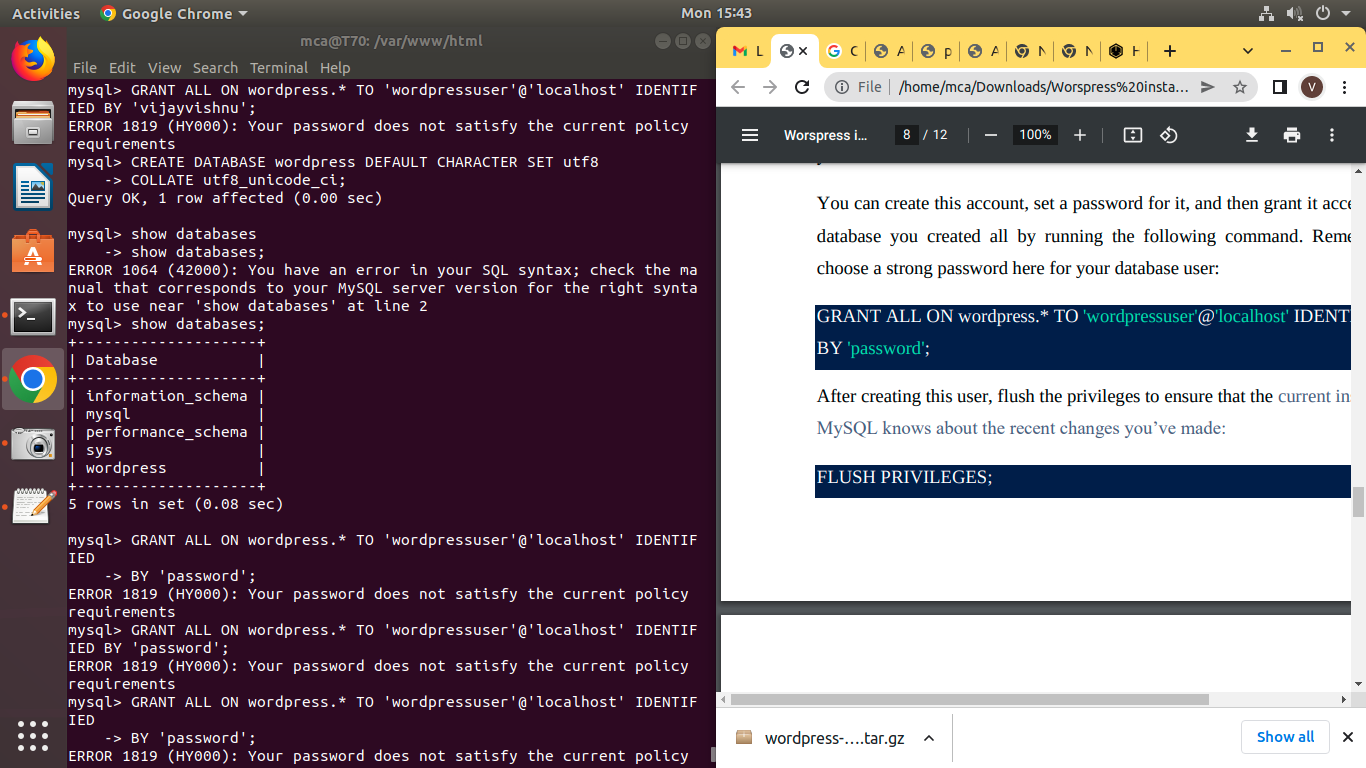 Activities
Google Chrome
Mon 15:43
mca@T70: /var/www/html
File Edit View Search Terminal Help
mysql> GRANT ALL ON wordpress.* TO 'wordpressuser'@'localhost' IDENTIF
IED BY 'vijayvishnu';
ERROR 1819 (HY000): Your password does not satisfy the current policy
requirements
mysql> CREATE DATABASE wordpress DEFAULT CHARACTER SET utf8
    -> COLLATE utf8_unicode_ci;
Query OK, 1 row affected (0.00 sec)
mysql> show databases
    -> show databases;
ERROR 1064 (42000): You have an error in your SQL syntax; check the ma
nual that corresponds to your MySQL server version for the right synta
x to use near 'show databases' at line 2
mysql> show databases;
+--------------------+
| Database           |
+--------------------+
| information_schema |
| mysql              |
| performance_schema |
| sys                |
| wordpress          |
+--------------------+
5 rows in set (0.08 sec)
mysql> GRANT ALL ON wordpress.* TO 'wordpressuser'@'localhost' IDENTIF
IED
    -> BY 'password';
ERROR 1819 (HY000): Your password does not satisfy the current policy
requirements
mysql> GRANT ALL ON wordpress.* TO 'wordpressuser'@'localhost' IDENTIF
IED BY 'password';
ERROR 1819 (HY000): Your password does not satisfy the current policy
requirements
mysql> GRANT ALL ON wordpress.* TO 'wordpressuser'@'localhost' IDENTIF
IED
    -> BY 'password';
ERROR 1819 (HY000): Your password does not satisfy the current policy
File /home/mca/Downloads/Worspress%20insta... V
Worspress i... 8 / 12 100%
You can create this account, set a password for it, and then grant it acce
database you created all by running the following command. Reme
choose a strong password here for your database user:
GRANT ALL ON wordpress.* TO 'wordpressuser'@'localhost' IDENTI
BY 'password';
After creating this user, flush the privileges to ensure that the current in
MySQL knows about the recent changes you’ve made:
FLUSH PRIVILEGES;
wordpress-....tar.gz
Show all